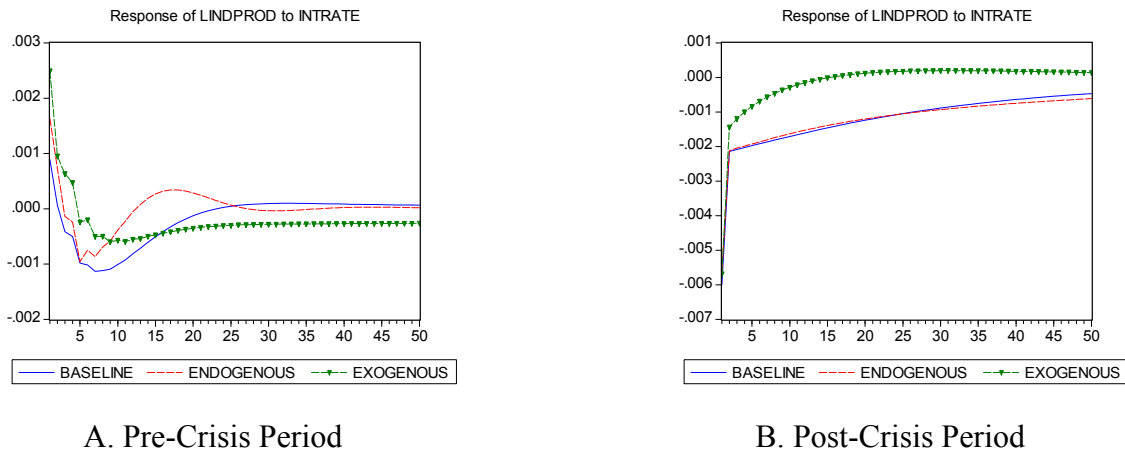 Response of LINDPROD to INTRATE
.003
.002
.001
.000
-.001
-.002
5 10 15 20 25 30 35 40 45 50
BASELINE ENDOGENOUS EXOGENOUS
A. Pre-Crisis Period
Response of LINDPROD to INTRATE
.001
.000
-.001
-.002
-.003
-.004
-.005
-.006
-.007
5 10 15 20 25 30 35 40 45 50
BASELINE ENDOGENOUS EXOGENOUS
B. Post-Crisis Period